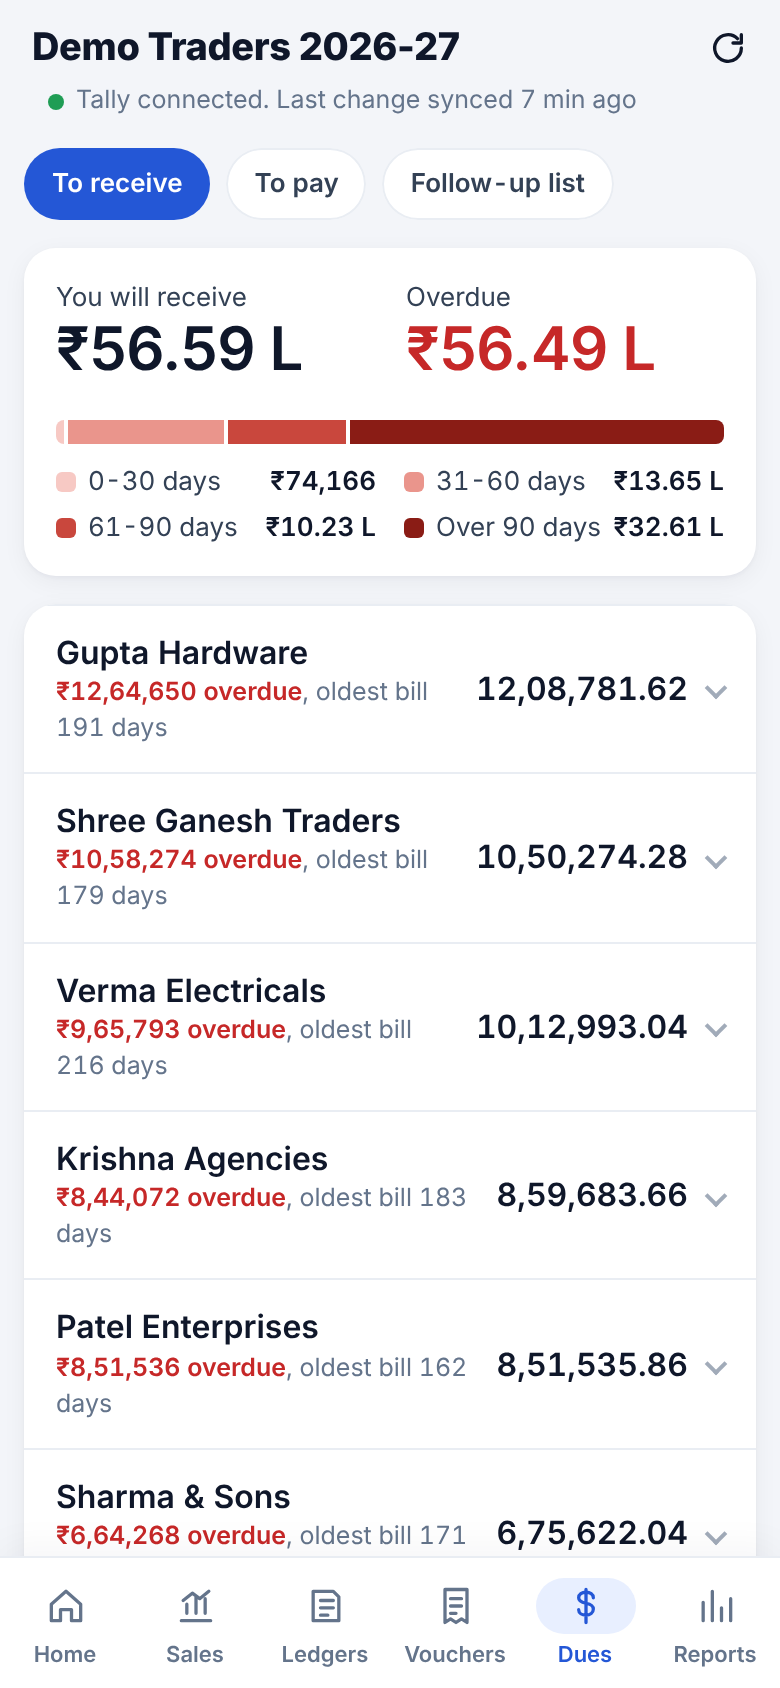 Demo Traders 2026-27
Tally connected. Last change synced 7 min ago
To receive
To pay
Follow-up list
You will receive
Overdue
₹56.59 L
₹56.49 L
0-30 days ₹74,166
31-60 days ₹13.65 L
61-90 days ₹10.23 L
Over 90 days ₹32.61 L
Gupta Hardware
₹12,64,650 overdue, oldest bill
191 days
12,08,781.62
Shree Ganesh Traders
₹10,58,274 overdue, oldest bill
179 days
10,50,274.28
Verma Electricals
₹9,65,793 overdue, oldest bill
216 days
10,12,993.04
Krishna Agencies
₹8,44,072 overdue, oldest bill 183
days
8,59,683.66
Patel Enterprises
₹8,51,536 overdue, oldest bill 162
days
8,51,535.86
Sharma & Sons
₹6,64,268 overdue, oldest bill 171
6,75,622.04
Home
Sales
Ledgers
Vouchers
Dues
Reports